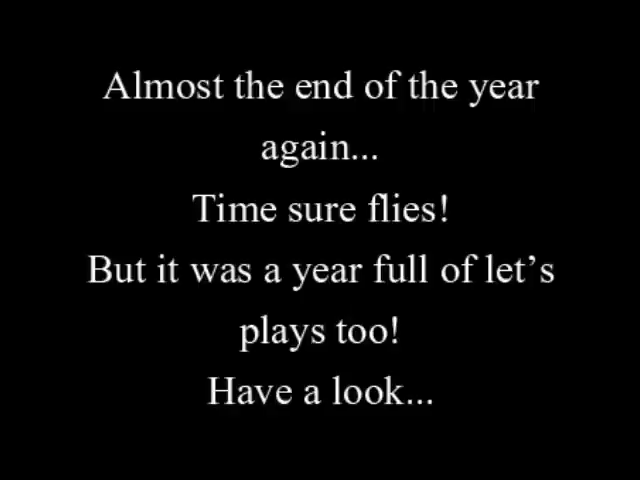 Almost the end of the year
again...
Time sure flies!
But it was a year full of let’s
plays too!
Have a look...